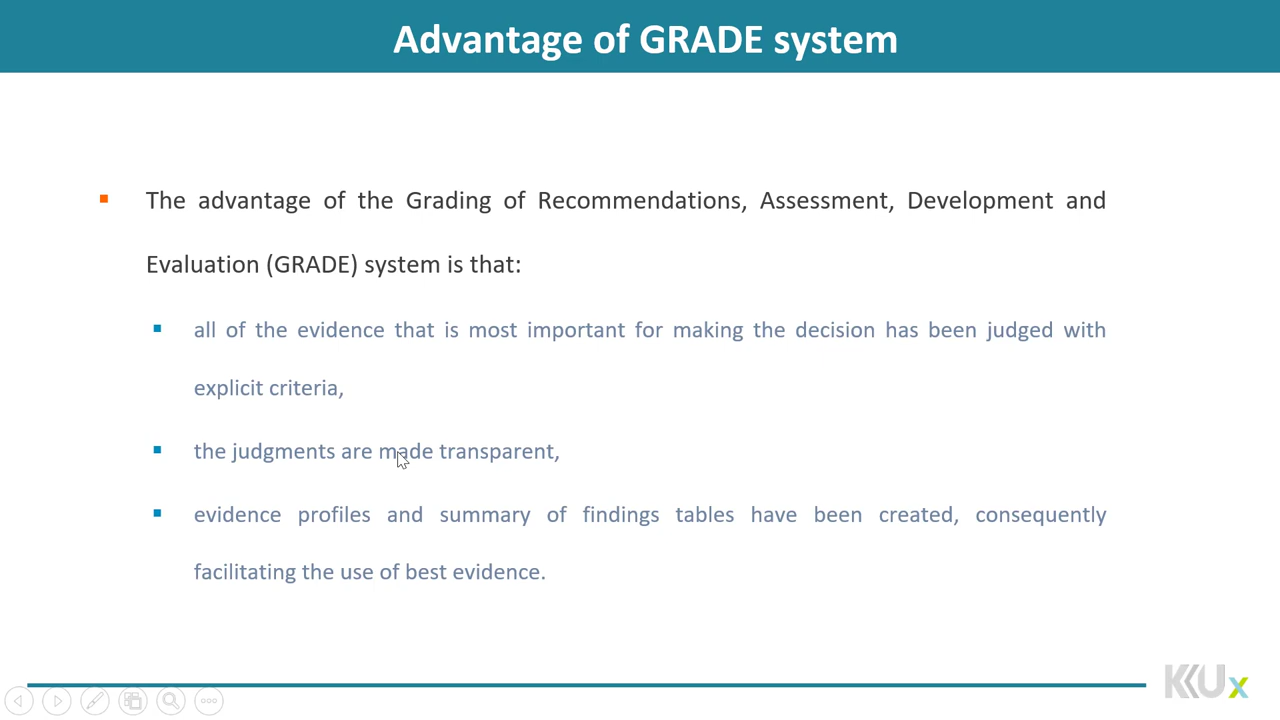 Advantage of GRADE system
The advantage of the Grading of Recommendations, Assessment, Development and
Evaluation (GRADE) system is that:
all of the evidence that is most important for making the decision has been judged with
explicit criteria,
the judgments are made transparent,
evidence profiles and summary of findings tables have been created, consequently
facilitating the use of best evidence.
KKUx